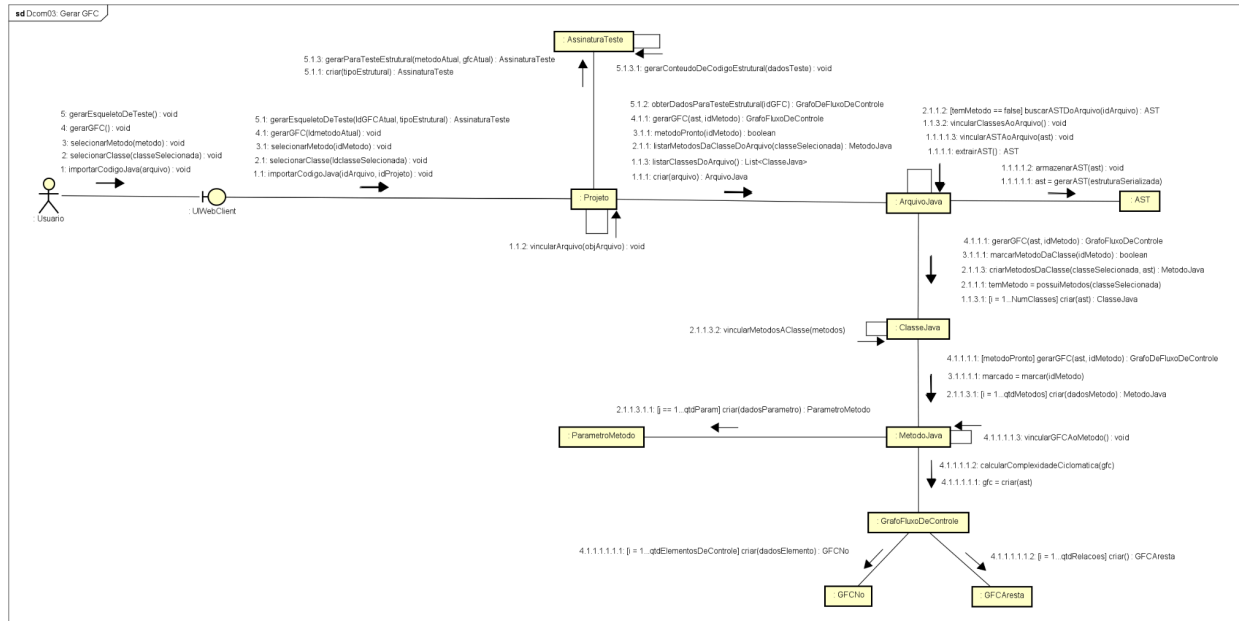 sd Dcom03: Gerar GFC
: AssinaturaTeste
5.1.3: gerarParaTesteEstrutural(metodoAtual, gfcAtual) : AssinaturaTeste
5.1.1: criar(tipoEstrutural) : AssinaturaTeste
5.1.3.1: gerarConteudoDeCodigoEstrutural(dadosTeste) : void
5: gerarEsqueletoDeTeste() : void
4: gerarGFC() : void
3: selecionarMetodo(metodo) : void
2: selecionarClasse(classeSelecionada) : void
1: importarCodigoJava(arquivo) : void
5.1: gerarEsqueletoDeTeste(IdGFCAtual, tipoEstrutural) : AssinaturaTeste
4.1: gerarGFC(IdmetodoAtual) : void
3.1: selecionarMetodo(idMetodo) : void
2.1: selecionarClasse(IdclasseSelecionada) : void
1.1: importarCodigoJava(idArquivo, idProjeto) : void
5.1.2: obterDadosParaTesteEstrutural(idGFC) : GrafoDeFluxoDeControle
4.1.1: gerarGFC(ast, idMetodo) : GrafoFluxoDeControle
3.1.1: metodoPronto(idMetodo) : boolean
2.1.1: listarMetodosDaClasseDoArquivo(classeSelecionada) : MetodoJava
1.1.3: listarClassesDoArquivo() : List<ClasseJava>
1.1.1: criar(arquivo) : ArquivoJava
2.1.1.2: [temMetodo == false] buscarASTDoArquivo(idArquivo) : AST
1.1.3.2: vincularClassesAoArquivo() : void
1.1.1.1.3: vincularASTAoArquivo(ast) : void
1.1.1.1: extrairAST() : AST
1.1.1.1.2: armazenarAST(ast) : void
1.1.1.1.1: ast = gerarAST(estruturaSerializada)
: Usuario
: UIWebClient
: Projeto
: ArquivoJava
: AST
1.1.2: vincularArquivo(objArquivo) : void
4.1.1.1: gerarGFC(ast, idMetodo) : GrafoFluxoDeControle
3.1.1.1: marcarMetodoDaClasse(idMetodo) : boolean
2.1.1.3: criarMetodosDaClasse(classeSelecionada, ast) : MetodoJava
2.1.1.1: temMetodo = possuiMetodos(classeSelecionada)
1.1.3.1: [i = 1...NumClasses] criar(ast) : ClasseJava
2.1.1.3.2: vincularMetodosAClasse(metodos)
: ClasseJava
4.1.1.1.1: [metodoPronto] gerarGFC(ast, idMetodo) : GrafoDeFluxoDeControle
3.1.1.1.1: marcado = marcar(idMetodo)
2.1.1.3.1: [i = 1...qtdMetodos] criar(dadosMetodo) : MetodoJava
2.1.1.3.1.1: [j == 1...qtdParam] criar(dadosParametro) : ParametroMetodo
: ParametroMetodo
: MetodoJava
4.1.1.1.1.3: vincularGFCAoMetodo() : void
4.1.1.1.1.2: calcularComplexidadeCiclomatica(gfc)
4.1.1.1.1.1: gfc = criar(ast)
: GrafoFluxoDeControle
4.1.1.1.1.1.1: [i = 1...qtdElementosDeControle] criar(dadosElemento) : GFCNo
4.1.1.1.1.1.2: [i = 1...qtdRelacoes] criar() : GFCAresta
: GFCNo
: GFCAresta